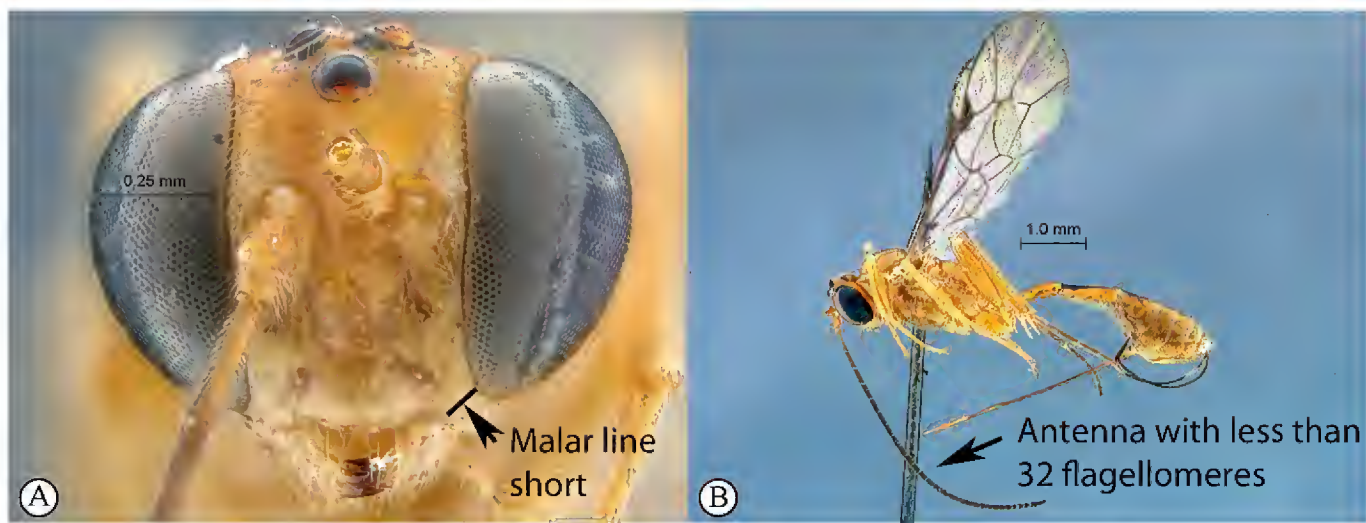 0.25 mm
Malar line
short
A
1.0 mm
Antenna with less than
32 flagellomeres
B